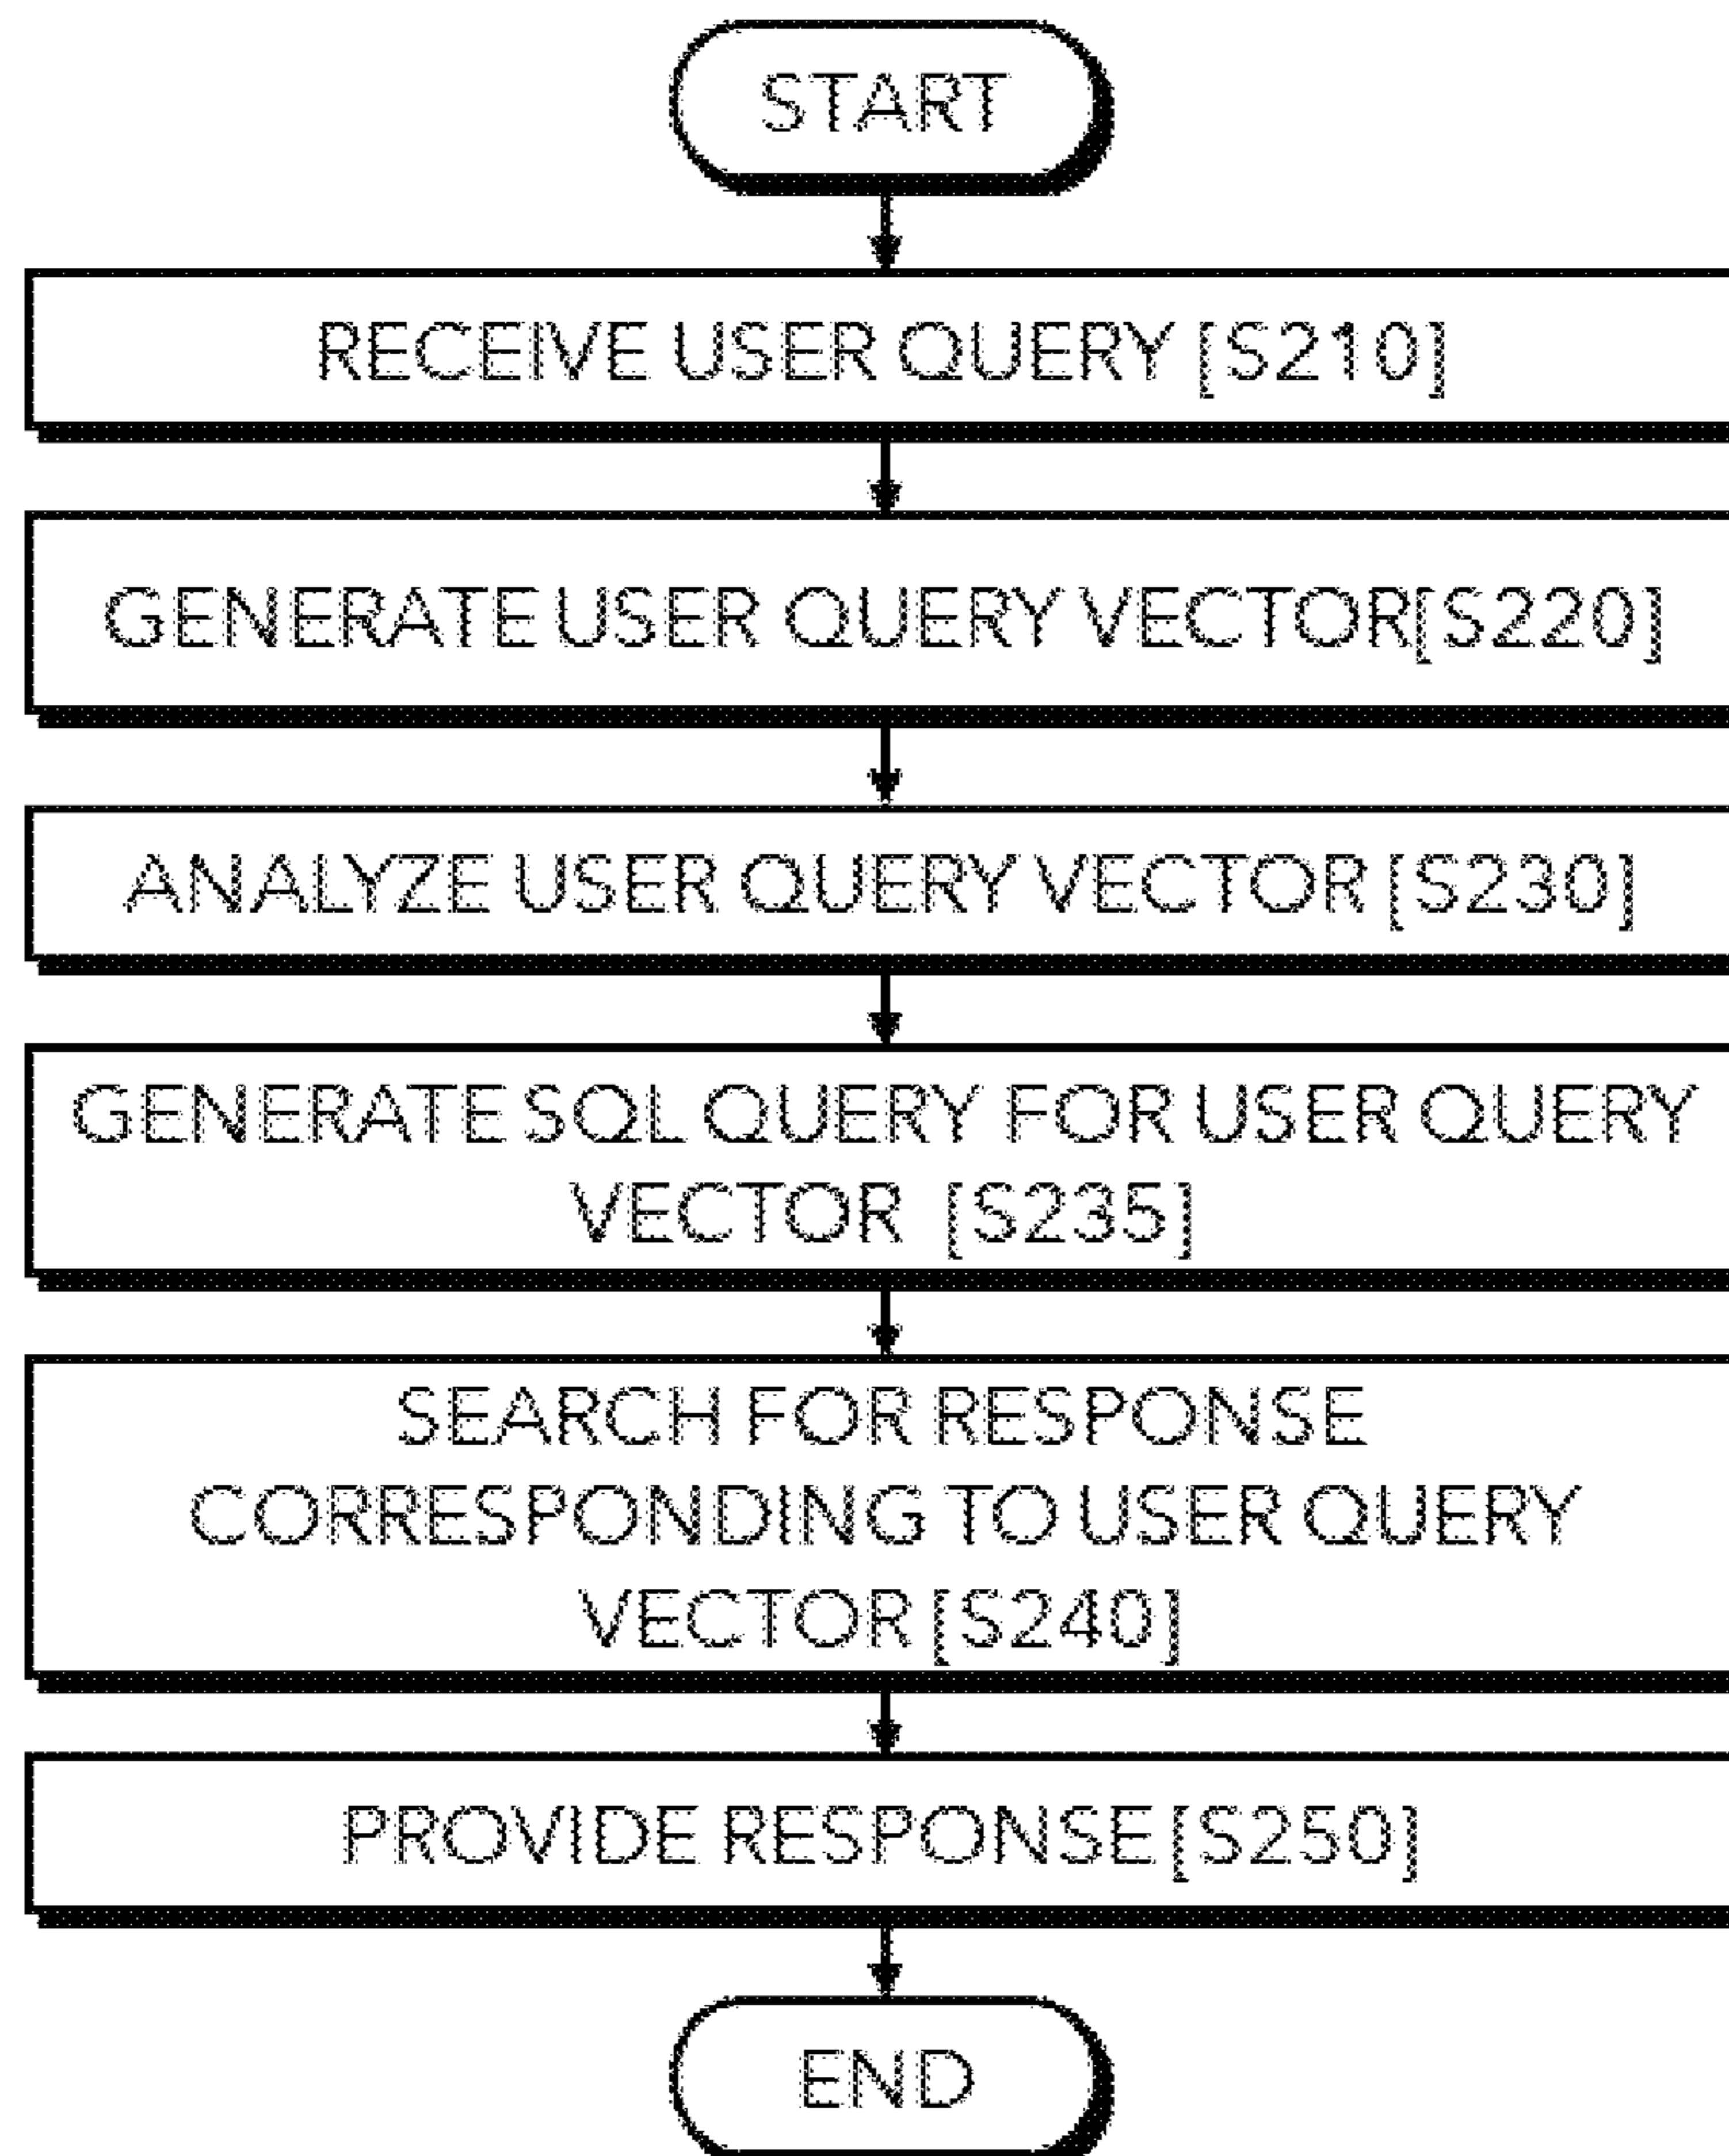 START
RECEIVE USER QUERY [S210]
GENERATE USER QUERY VECTOR[S220]
ANALYZE USER QUERY VECTOR [S230]
GENERATE SQL QUERY FOR USER QUERY
VECTOR [S235]
SEARCH FOR RESPONSE
CORRESPONDING TO USER QUERY
VECTOR [S240]
PROVIDE RESPONSE [S250]
END